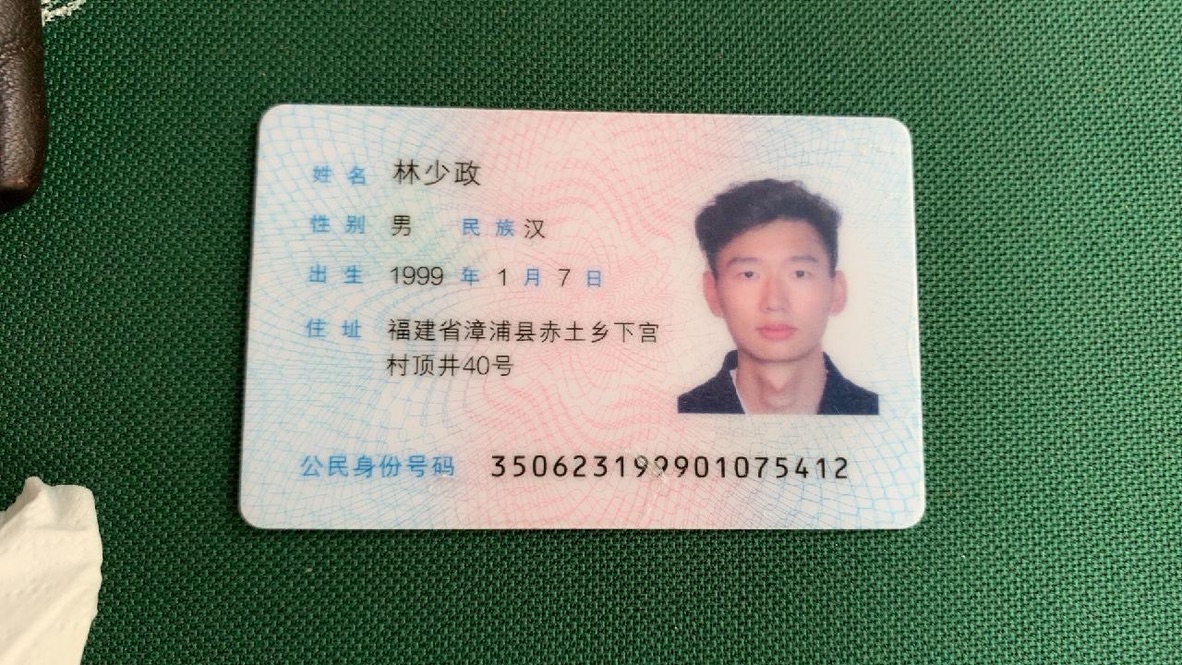 姓名 林少政
性别 男 民族 汉
出生 1999 年 1 月 7 日
住址 福建省漳浦县赤土乡下宫
村顶井40号
公民身份号码 350623199901075412